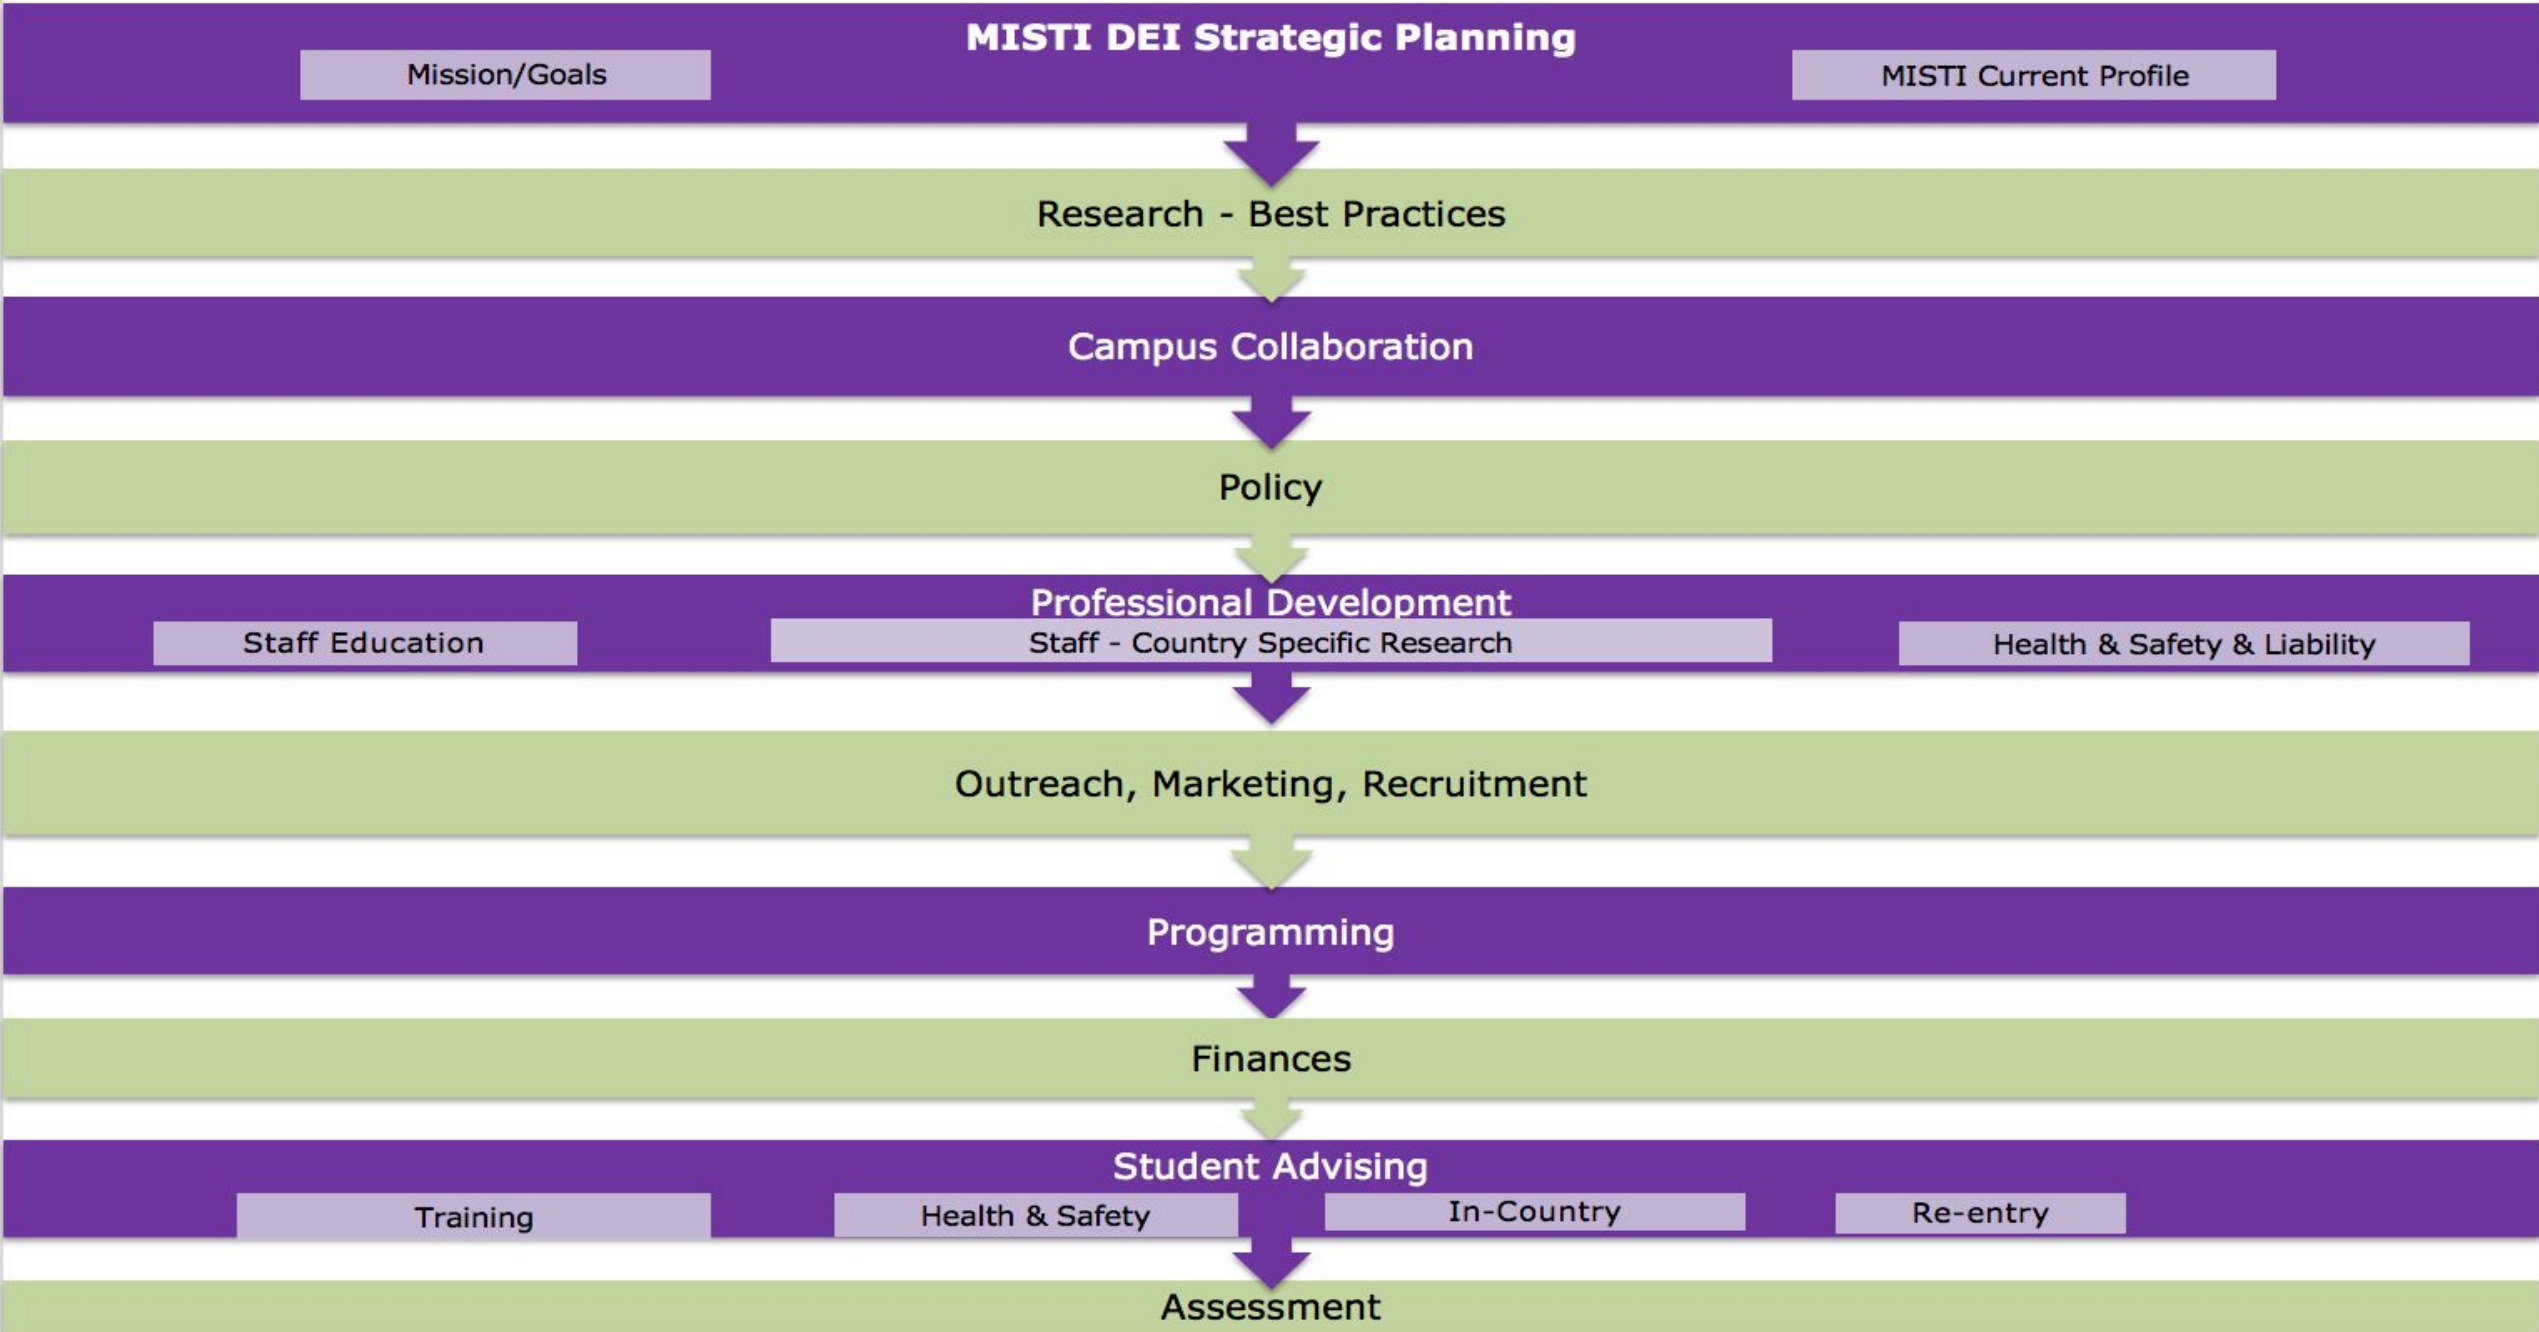 MISTI DEI Strategic Planning
Mission/Goals
MISTI Current Profile
Research - Best Practices
Campus Collaboration
Policy
Professional Development
Staff Education
Staff - Country Specific Research
Health & Safety & Liability
Outreach, Marketing, Recruitment
Programming
Finances
Student Advising
Training
Health & Safety
In-Country
Re-entry
Assessment